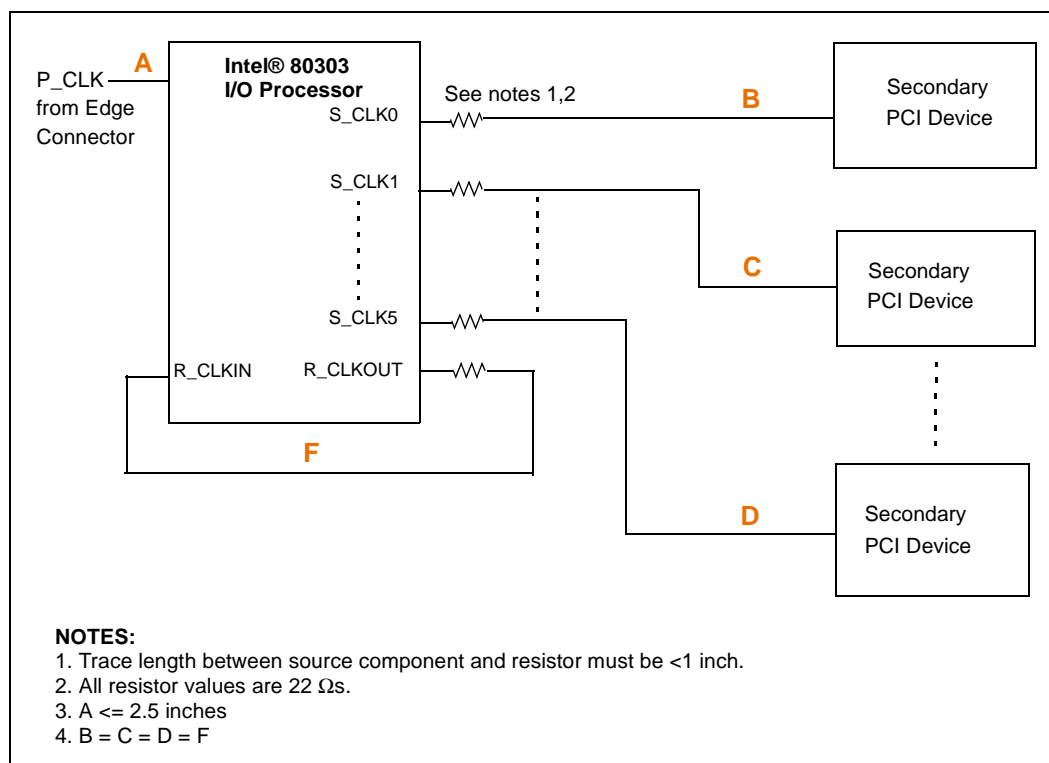 A
P_CLK
from Edge
Connector
Intel® 80303
I/O Processor
S_CLK0
See notes 1,2
B
Secondary
PCI Device
S_CLK1
C
Secondary
PCI Device
S_CLK5
R_CLKIN
R_CLKOUT
F
D
Secondary
PCI Device
NOTES:
1. Trace length between source component and resistor must be <1 inch.
2. All resistor values are 22 Ωs.
3. A <= 2.5 inches
4. B = C = D = F